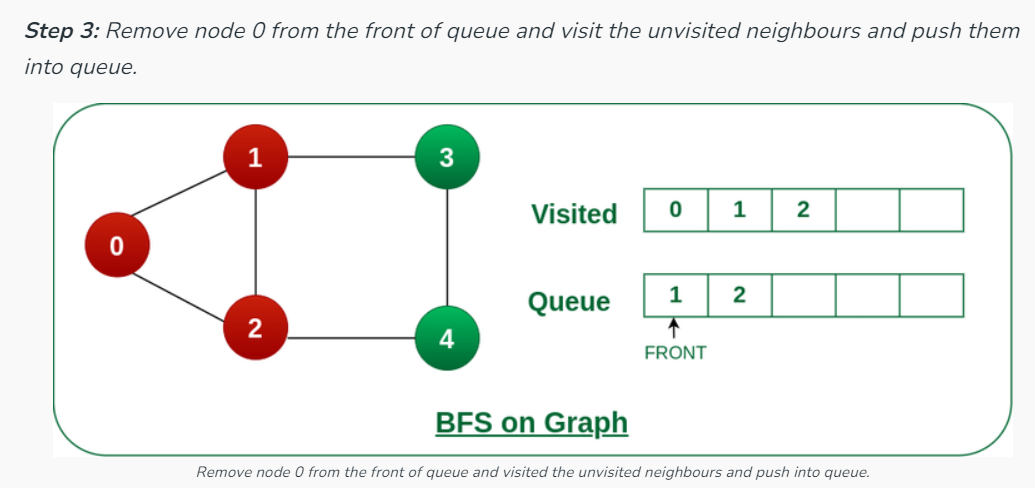 Step 3: Remove node 0 from the front of queue and visit the unvisited neighbours and push them
into queue.
1
3
Visited 0 1 2
0
Queue 1 2
2
4
FRONT
BFS on Graph
Remove node 0 from the front of queue and visited the unvisited neighbours and push into queue.